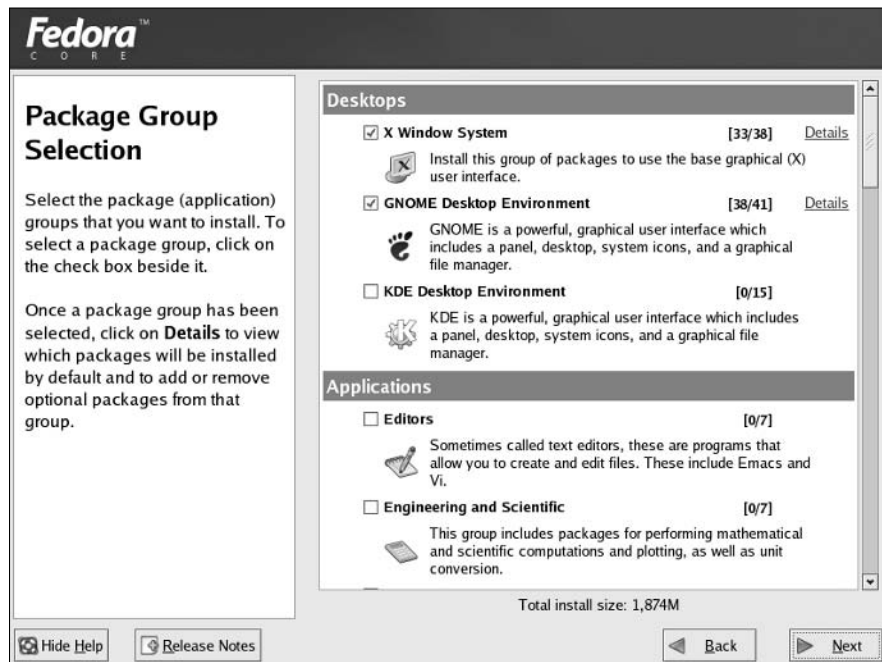 Fedora™
CORE
Package Group
Selection
Select the package (application)
groups that you want to install. To
select a package group, click on
the check box beside it.
Once a package group has been
selected, click on Details to view
which packages will be installed
by default and to add or remove
optional packages from that
group.
Desktops
X Window System [33/38] Details
Install this group of packages to use the base graphical (X)
user interface.
GNOME Desktop Environment [38/41] Details
GNOME is a powerful, graphical user interface which
includes a panel, desktop, system icons, and a graphical
file manager.
KDE Desktop Environment [0/15]
KDE is a powerful, graphical user interface which includes
a panel, desktop, system icons, and a graphical file
manager.
Applications
Editors [0/7]
Sometimes called text editors, these are programs that
allow you to create and edit files. These include Emacs and
Vi.
Engineering and Scientific [0/7]
This group includes packages for performing mathematical
and scientific computations and plotting, as well as unit
conversion.
Total install size: 1,874M
Hide Help Release Notes Back Next